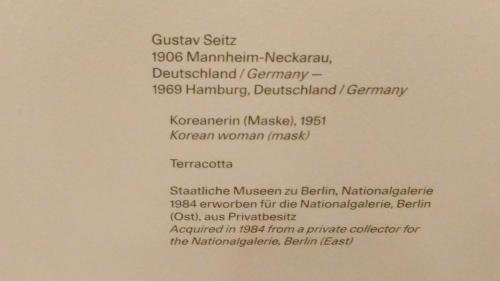 Gustav Seitz
1906 Mannheim-Neckarau,
Deutschland / Germany —
1969 Hamburg, Deutschland / Germany
Koreanerin (Maske), 1951
Korean woman (mask)
Terracotta
Staatliche Museen zu Berlin, Nationalgalerie
1984 erworben für die Nationalgalerie, Berlin
(Ost), aus Privatbesitz
Acquired in 1984 from a private collector for
the Nationalgalerie, Berlin (East)